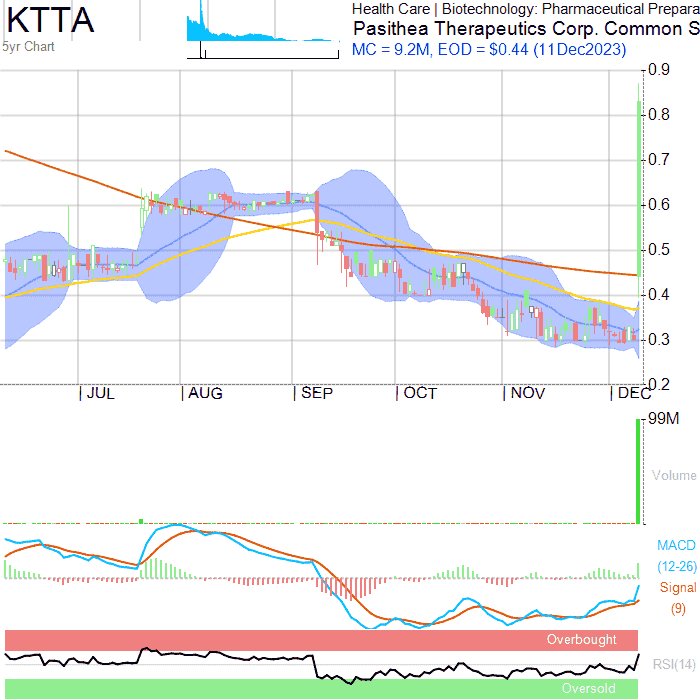 KTTA
5yr Chart
Health Care | Biotechnology: Pharmaceutical Prepara
Pasithea Therapeutics Corp. Common S
MC = 9.2M, EOD = $0.44 (11Dec2023)
0.9
0.8
0.7
0.6
0.5
0.4
0.3
0.2
JUL AUG SEP OCT NOV DEC
99M
Volume
MACD
(12-26)
Signal
(9)
Overbought
RSI(14)
Oversold